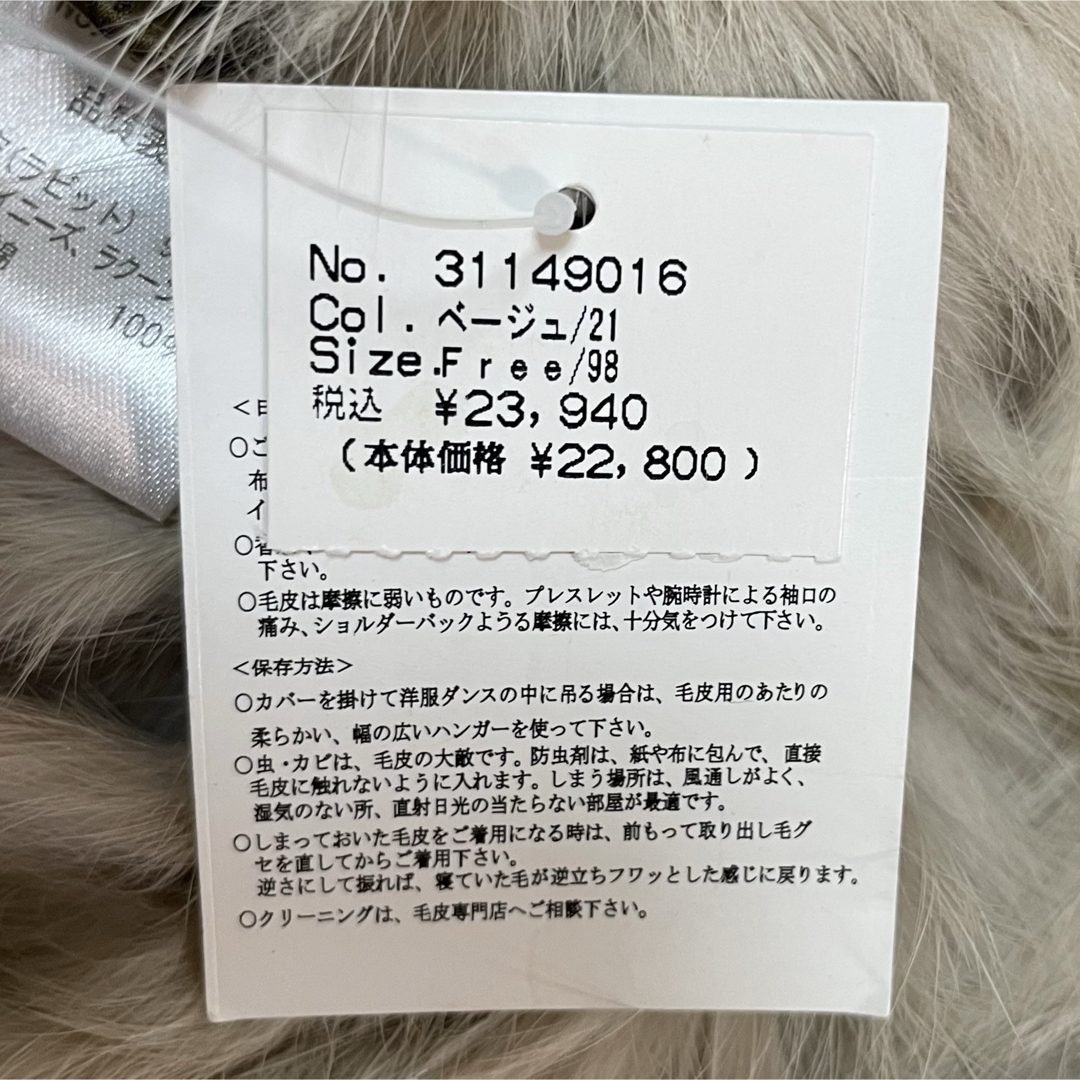 品質
(ラビット)
イニーズ、ラクーン
100%
No. 31149016
Col. ベージュ/21
Size.Free/98
税込 ¥23,940
(本体価格 ¥22,800)
下さい。
○毛皮は摩擦に弱いものです。プレスレットや腕時計による袖口の
痛み、ショルダーバックようる摩擦には、十分気をつけて下さい。
<保存方法>
○カバーを掛けて洋服ダンスの中に吊る場合は、毛皮用のあたりの
柔らかい、幅の広いハンガーを使って下さい。
○虫・カビは、毛皮の大敵です。防虫剤は、紙や布に包んで、直接
毛皮に触れないように入れます。しまう場所は、風通しがよく、
湿気のない所、直射日光の当たらない部屋が最適です。
○しまっておいた毛皮をご着用になる時は、前もって取り出し毛グ
セを直してからご着用下さい。
逆さにして振れば、寝ていた毛が逆立ちフワッとした感じに戻ります。
○クリーニングは、毛皮専門店へご相談下さい。